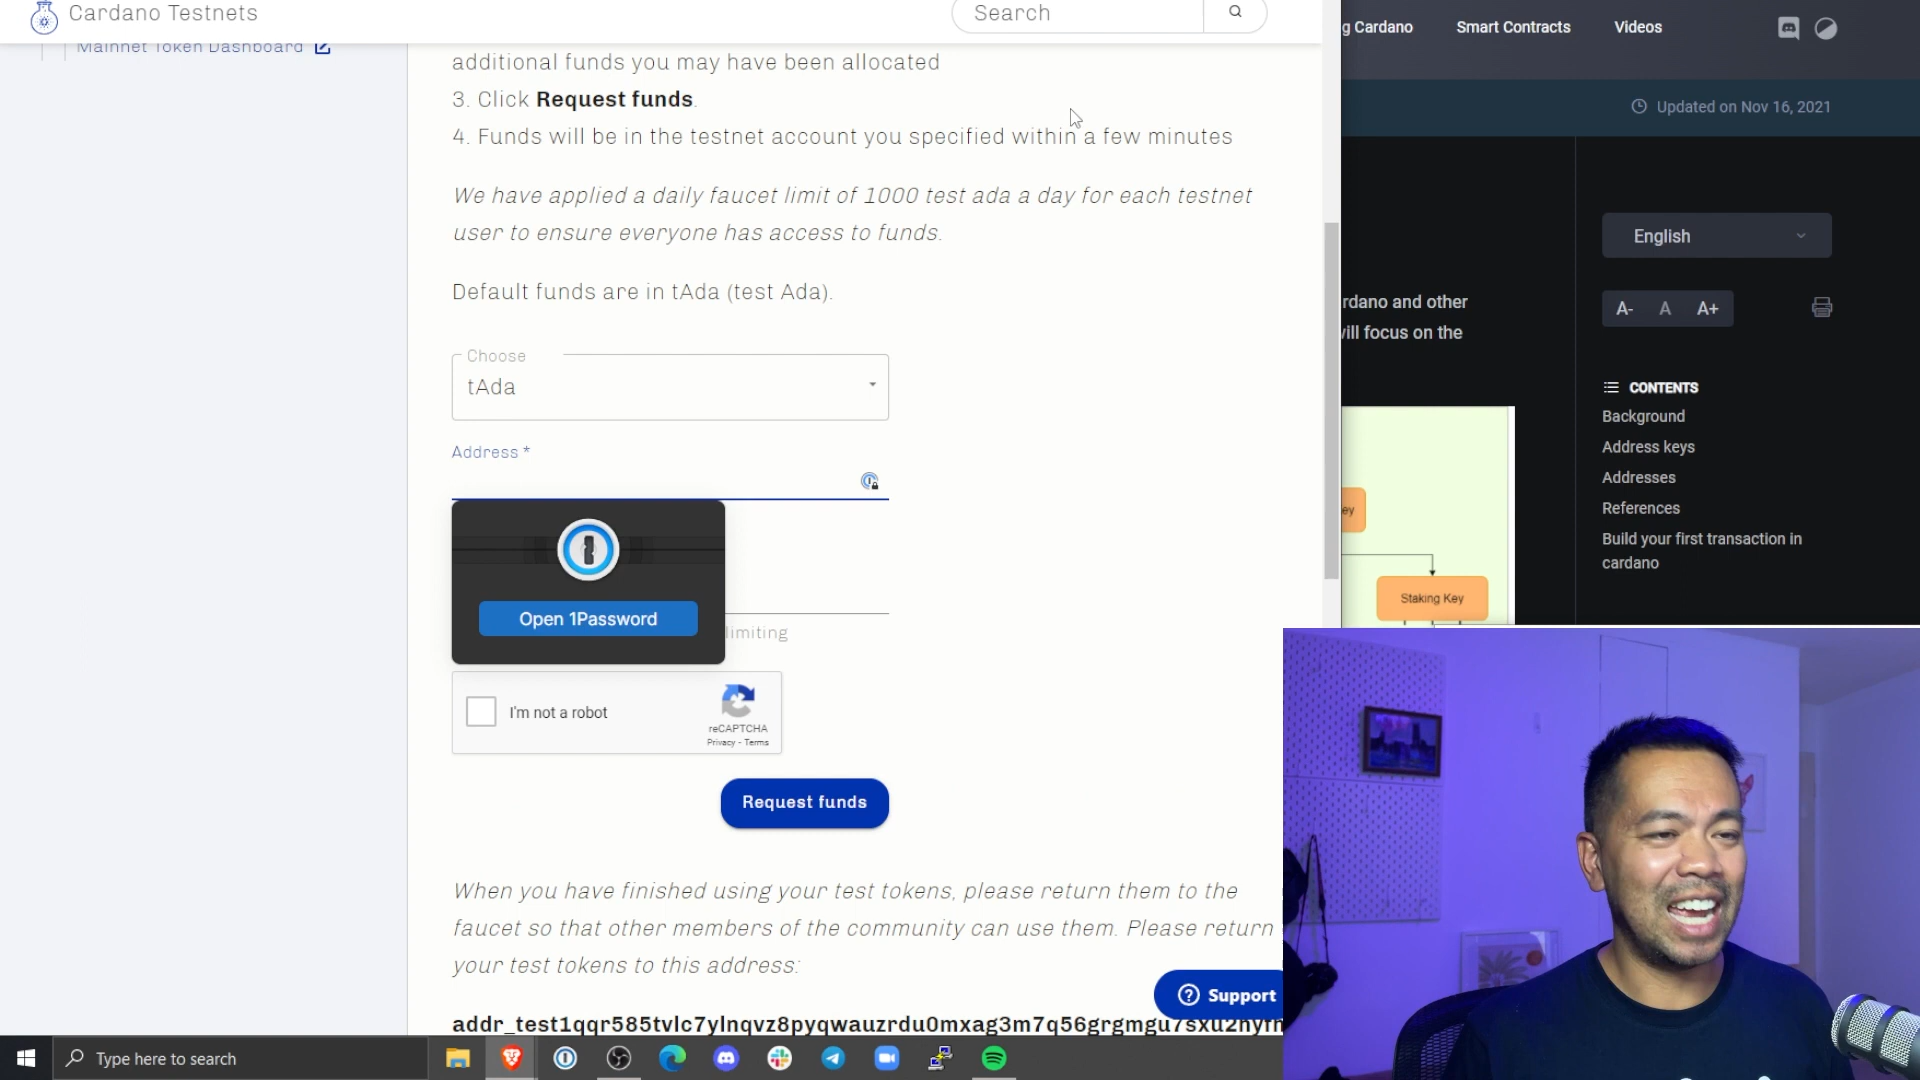 Cardano Testnets
Search
Mainnet Token Dashboard
additional funds you may have been allocated
3. Click Request funds.
4. Funds will be in the testnet account you specified within a few minutes
We have applied a daily faucet limit of 1000 test ada a day for each testnet
user to ensure everyone has access to funds.
Default funds are in tAda (test Ada).
Choose
tAda
Address *
Open 1Password
limiting
I'm not a robot
reCAPTCHA
Privacy - Terms
Request funds
When you have finished using your test tokens, please return them to the
faucet so that other members of the community can use them. Please return
your test tokens to this address:
Support
g Cardano
Smart Contracts
Videos
Updated on Nov 16, 2021
English
A- A A+
rdano and other
ill focus on the
CONTENTS
Background
Address keys
Addresses
References
Build your first transaction in
cardano
ey
Staking Key
Type here to search